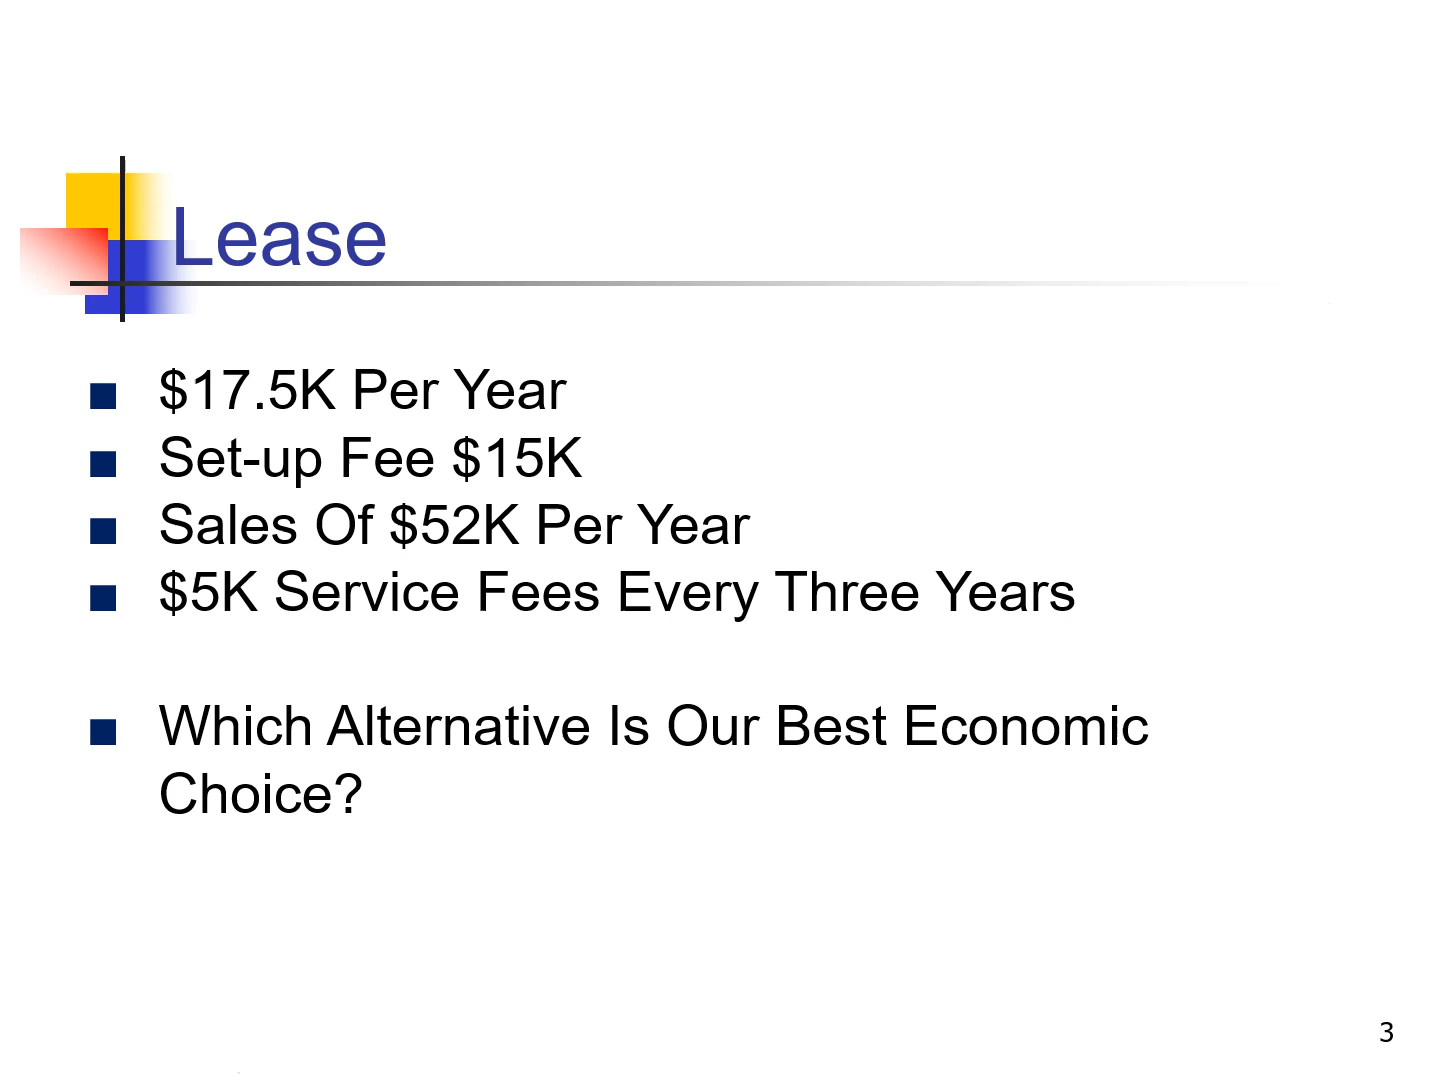 Lease
$17.5K Per Year
Set-up Fee $15K
Sales Of $52K Per Year
$5K Service Fees Every Three Years
Which Alternative Is Our Best Economic
Choice?
3